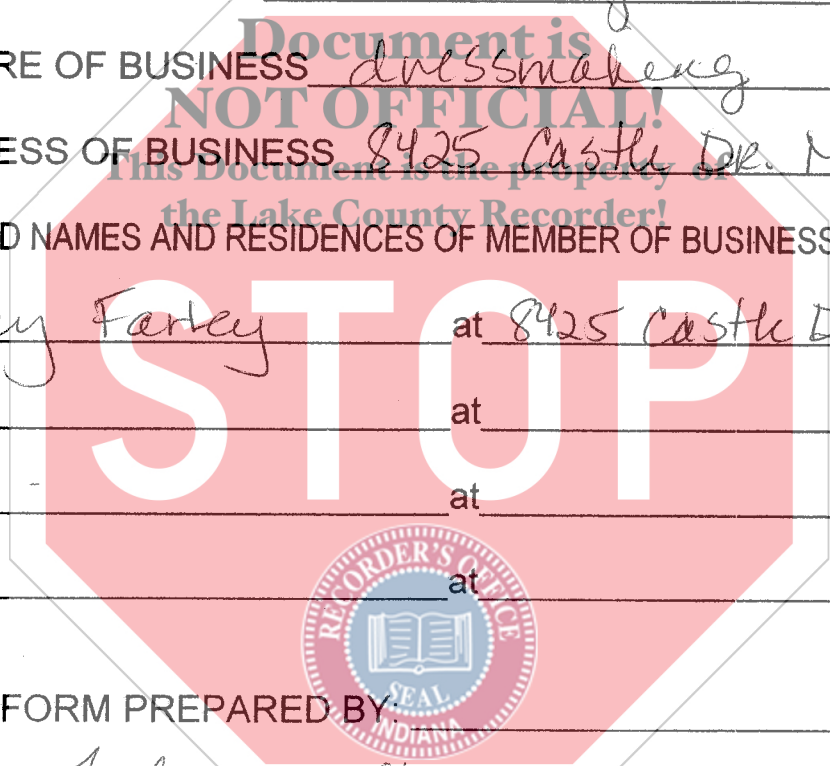 Document is
RE OF BUSINESS dressmaking
NOT OFFICIAL!
ESS OF BUSINESS 8425 Castle DR. M
This Document is the property of
the Lake County Recorder!
D NAMES AND RESIDENCES OF MEMBER OF BUSINESS
ey Farley at 8425 Castle D
STOP
at
at
at
RECORDER'S OFFICE
SEAL
INDIANA
FORM PREPARED BY: